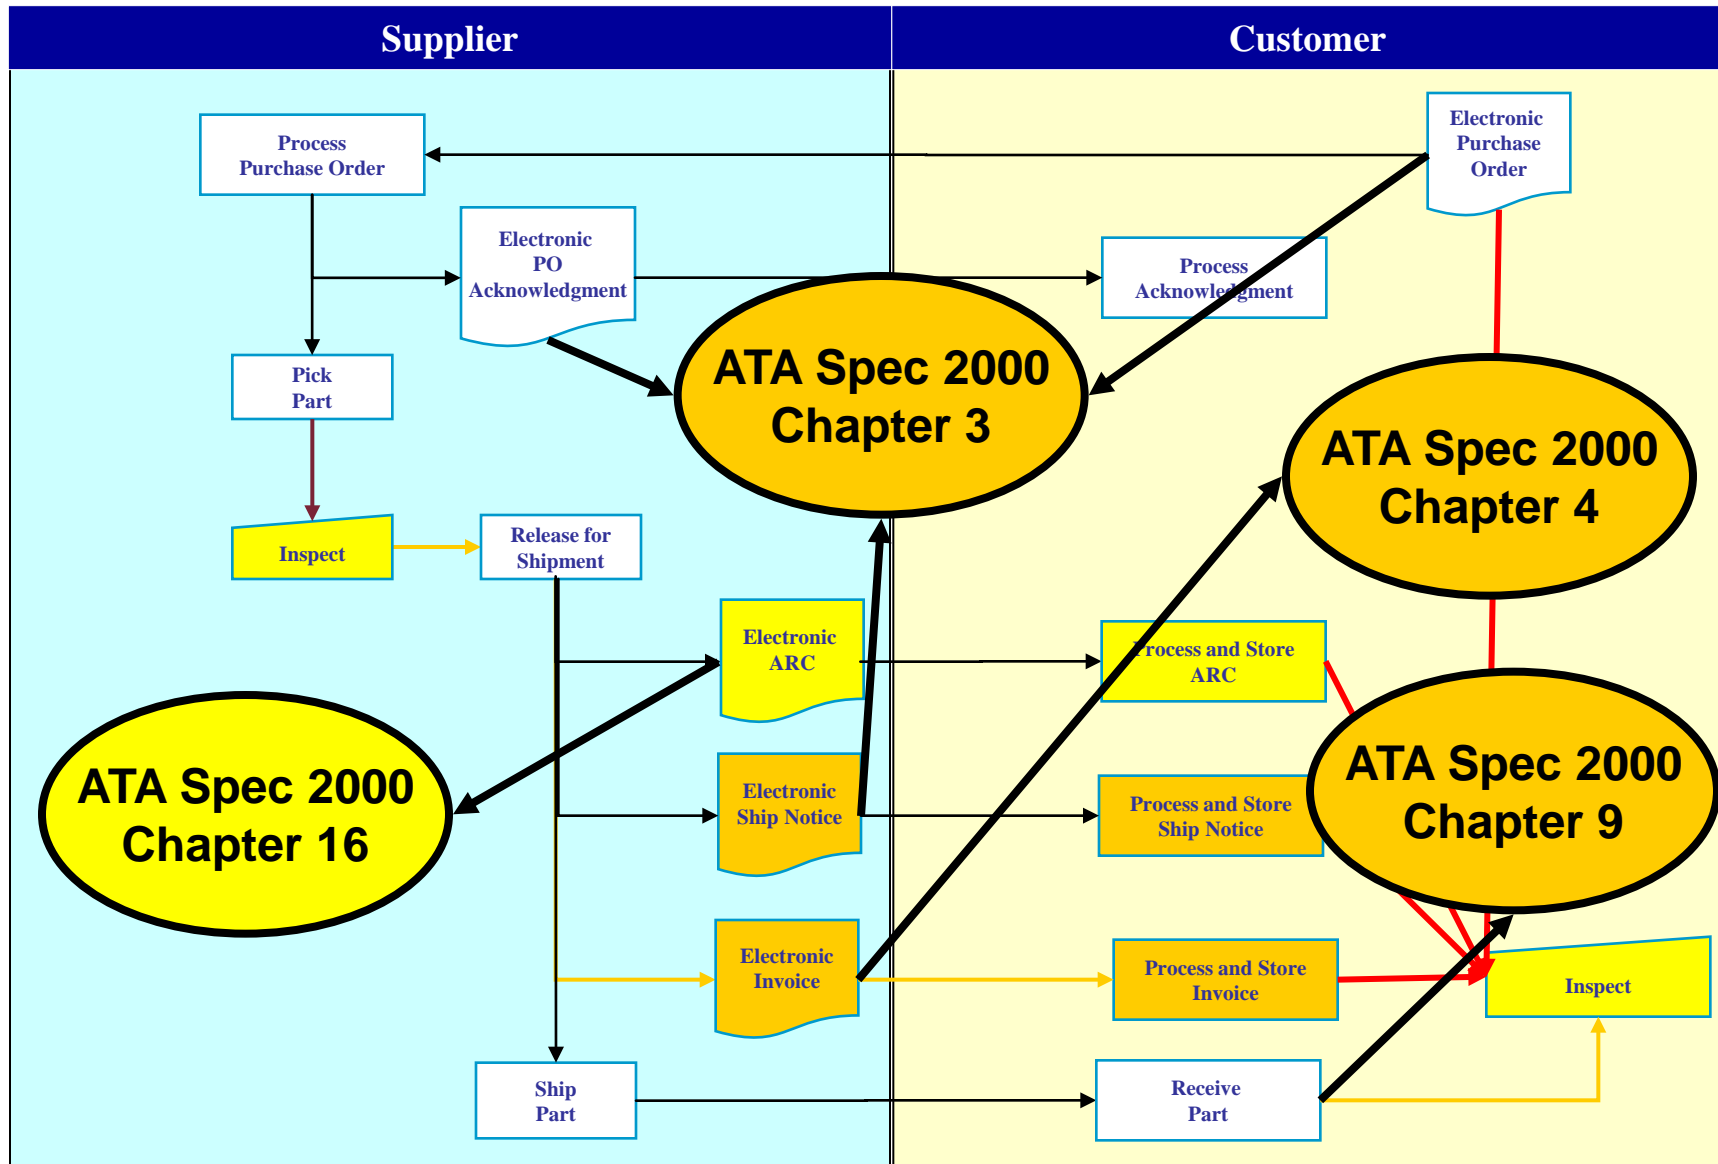 Supplier
Customer
Process
Purchase Order
Electronic
Purchase
Order
Electronic
PO
Acknowledgment
Process
Acknowledgment
ATA Spec 2000
Chapter 3
Pick
Part
ATA Spec 2000
Chapter 4
Inspect
Release for
Shipment
Electronic
ARC
Process and Store
ARC
ATA Spec 2000
Chapter 16
Electronic
Ship Notice
Process and Store
Ship Notice
ATA Spec 2000
Chapter 9
Electronic
Invoice
Process and Store
Invoice
Inspect
Ship
Part
Receive
Part